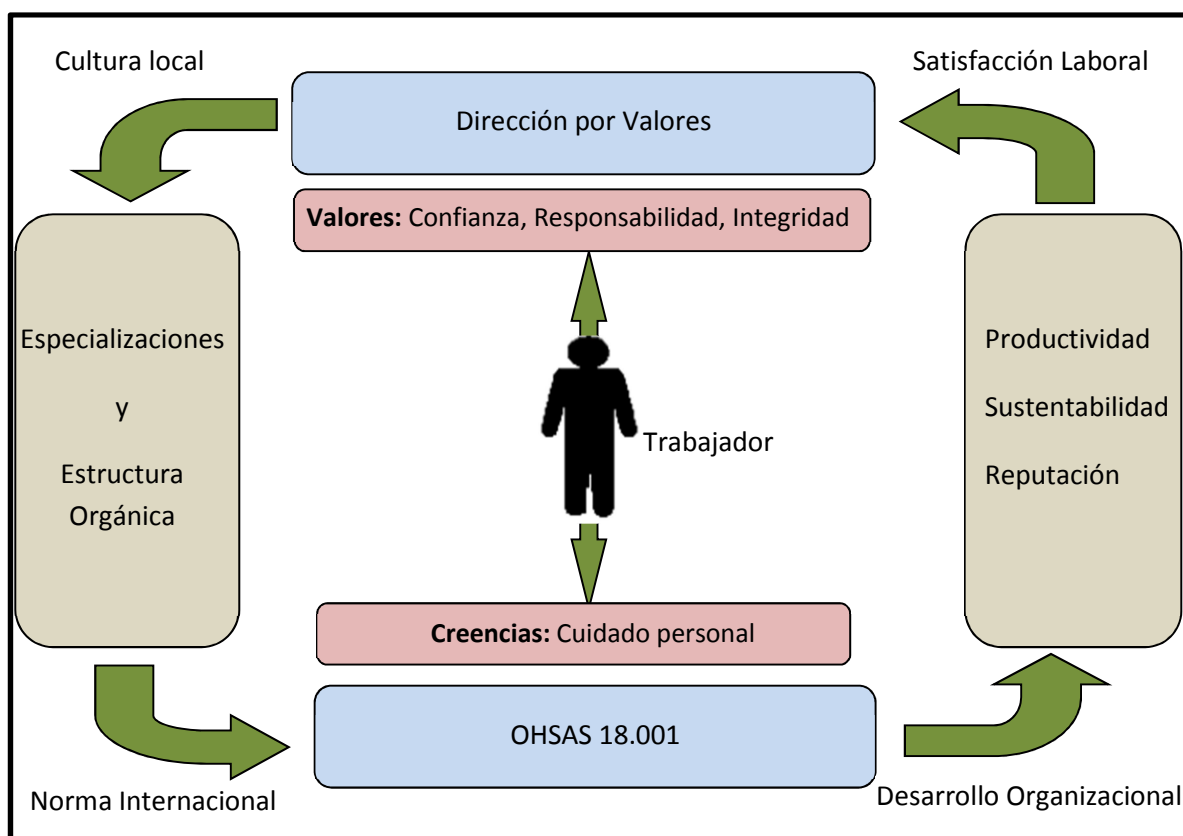 Cultura local
Satisfacción Laboral
Dirección por Valores
Valores: Confianza, Responsabilidad, Integridad
Especializaciones
y
Estructura
Orgánica
Productividad
Sustentabilidad
Reputación
Trabajador
Creencias: Cuidado personal
OHSAS 18.001
Norma Internacional
Desarrollo Organizacional